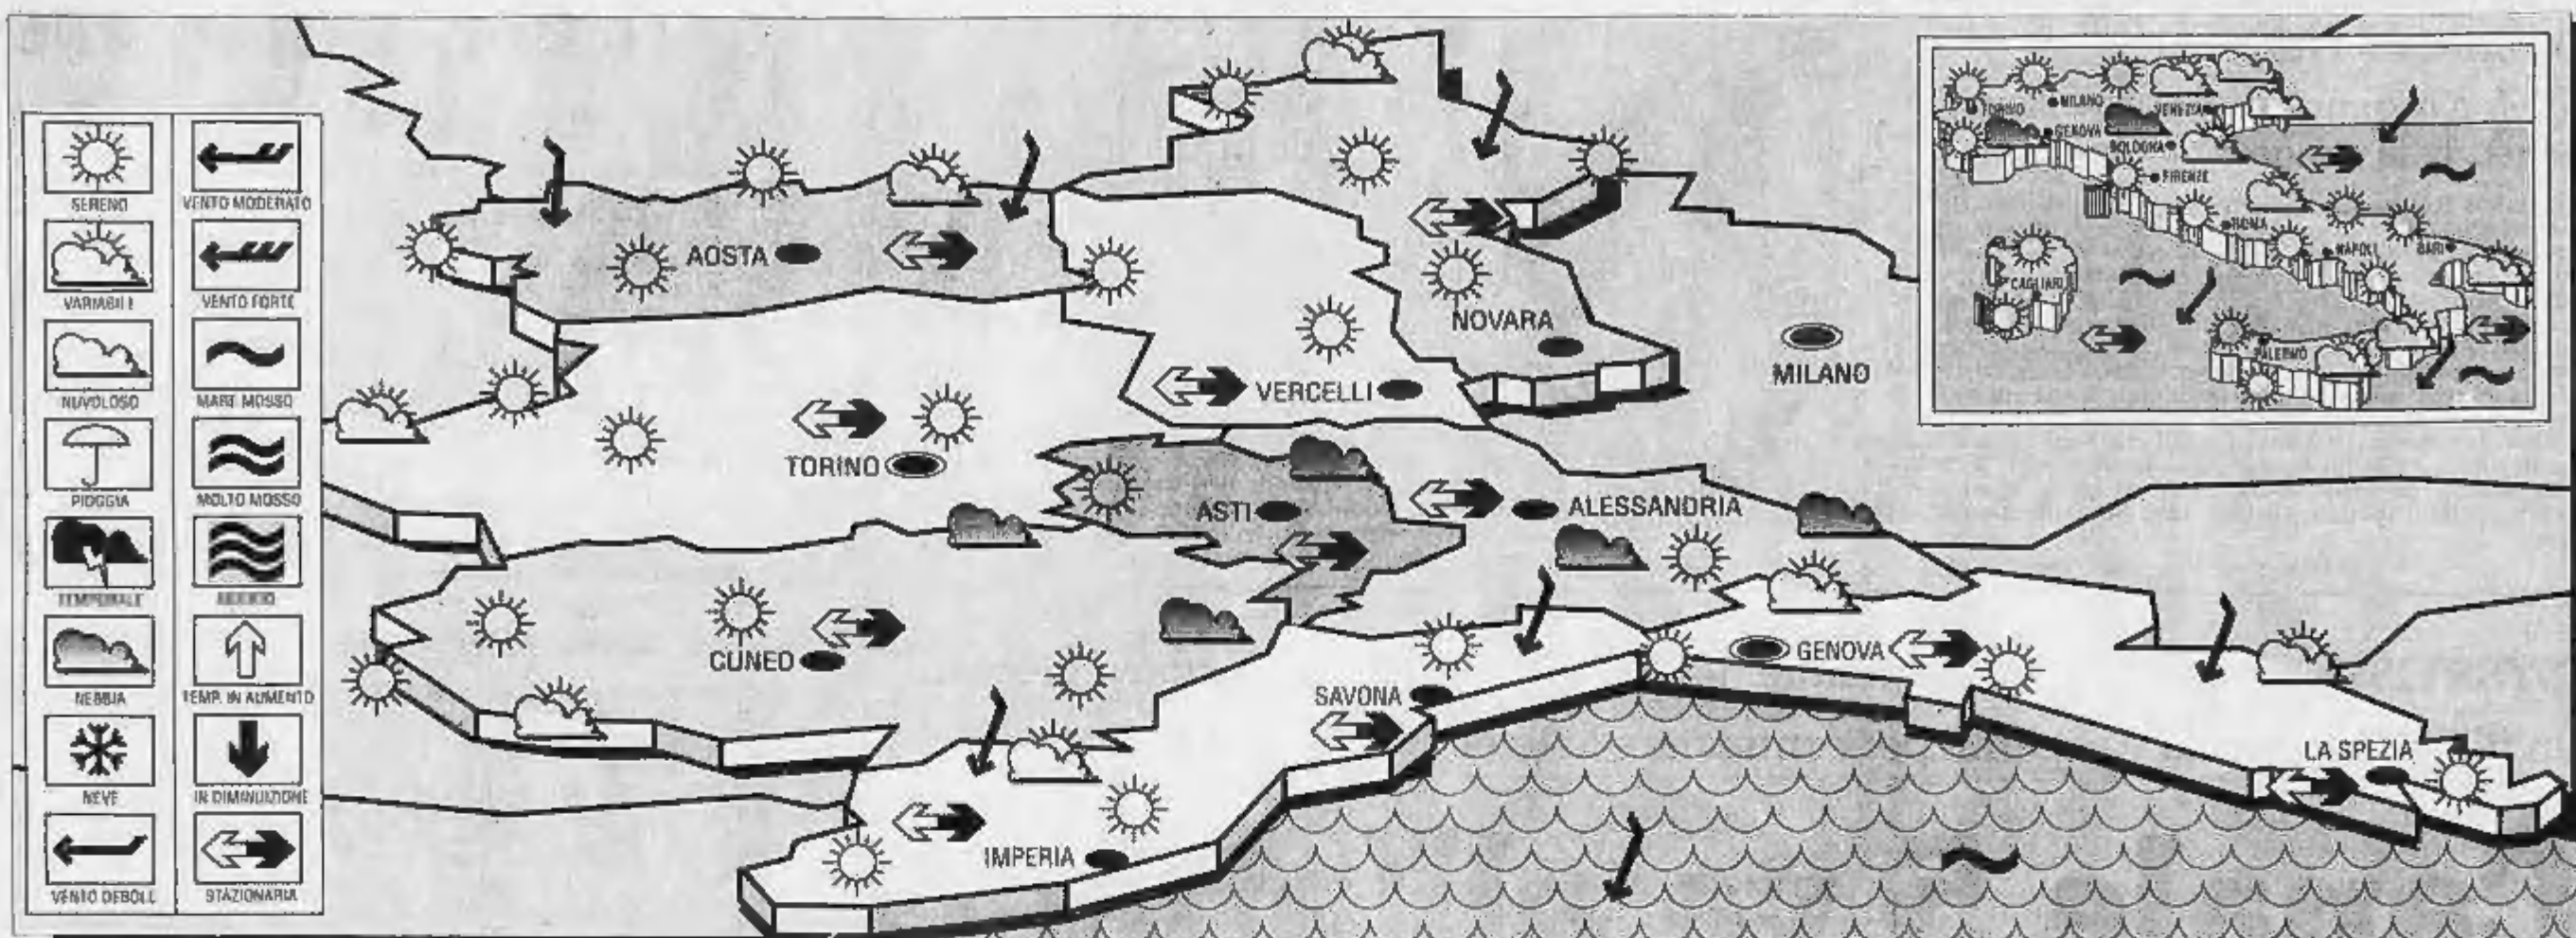 SERENO
VENTO MODERATO
VARIABILE
VENTO FORTE
NUVOLOSO
MARE MOSSO
PIOGGIA
MOLTO MOSSO
TEMPORALE
NEBBIA
TEMP. IN AUMENTO
NEVE
IN DIMINUZIONE
VENTO DEBOLE
STAZIONARIA
AOSTA
NOVARA
MILANO
VERCELLI
TORINO
ASTI
ALESSANDRIA
CUNEO
GENOVA
SAVONA
LA SPEZIA
IMPERIA
TORINO
MILANO
VENEZIA
GENOVA
BOLOGNA
FIRENZE
ROMA
NAPOLI
BARI
CAGLIARI
PALERMO